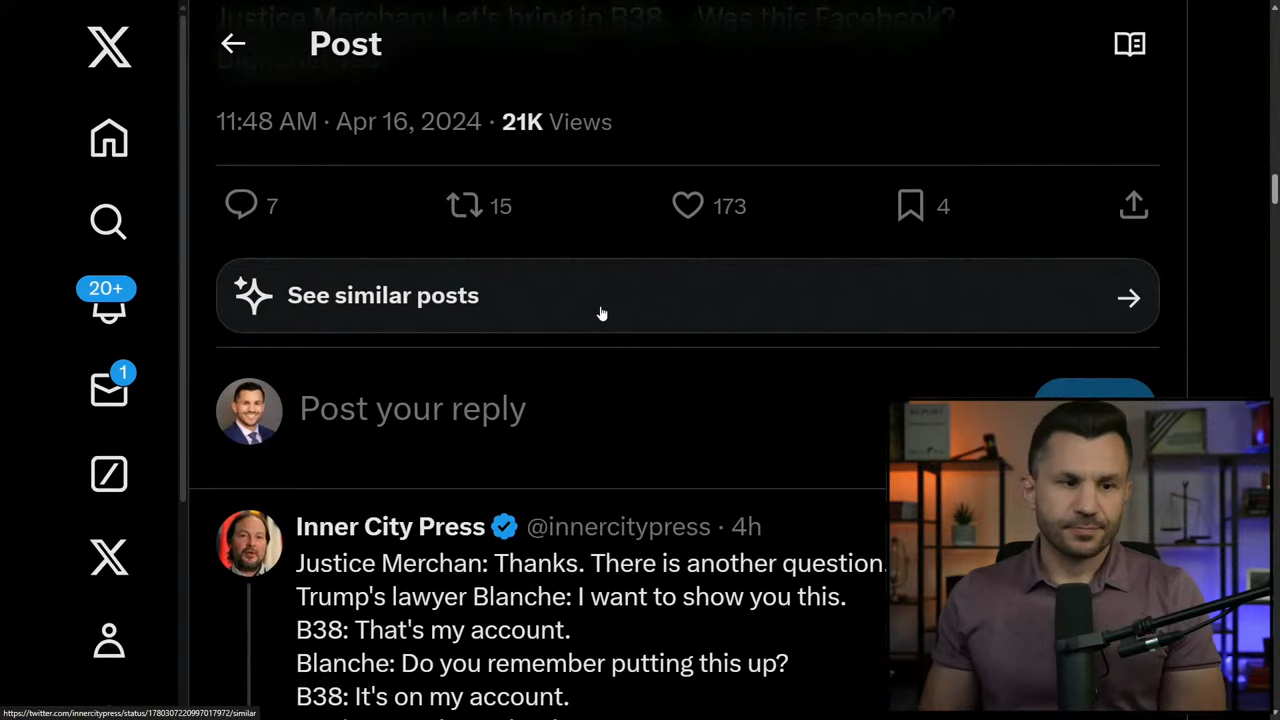 Justice Merchan: Let's bring in B38... Was this Facebook?
Post
11:48 AM · Apr 16, 2024 · 21K Views
7 15 173 4
20+
See similar posts
1
Post your reply
Inner City Press @innercitypress · 4h
Justice Merchan: Thanks. There is another question.
Trump's lawyer Blanche: I want to show you this.
B38: That's my account.
Blanche: Do you remember putting this up?
B38: It's on my account.
https://twitter.com/innercitypress/status/1780307220997017972/similar